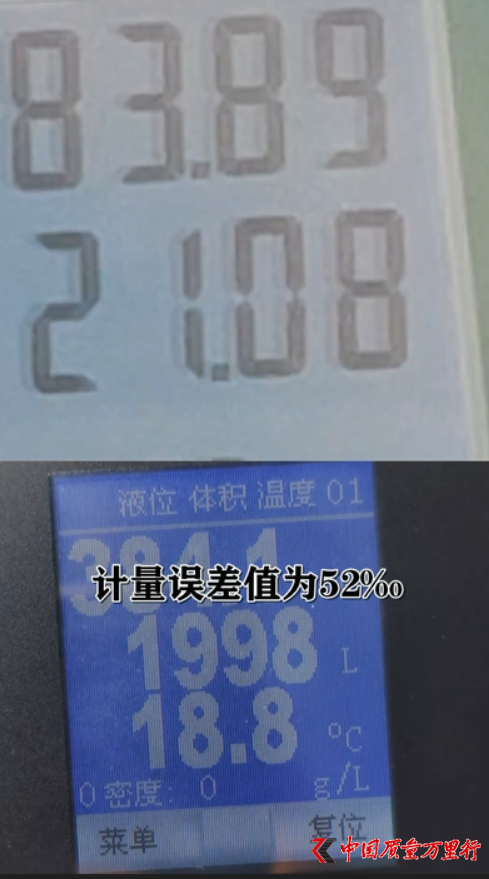 83.89
21.08
液位 体积 温度 01
计量误差值为52‰
1998 L
18.8 ℃
0 密度: 0 g/L
菜单 复位
中国质量万里行